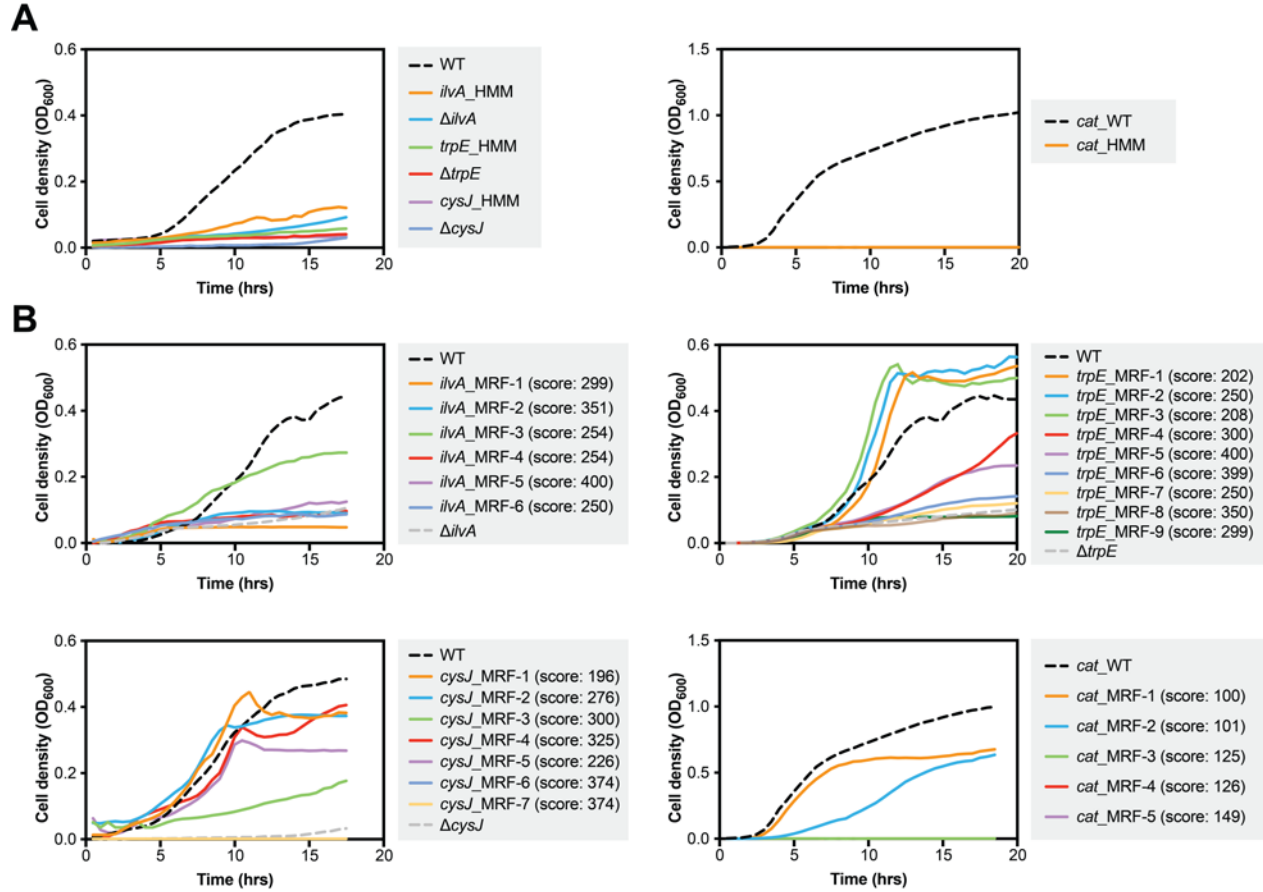 A
Cell density (OD600)
0.6
0.4
0.2
0.0
0 5 10 15 20
Time (hrs)
WT
ilvA_HMM
ΔilvA
trpE_HMM
ΔtrpE
cysJ_HMM
ΔcysJ
Cell density (OD600)
1.5
1.0
0.5
0.0
0 5 10 15 20
Time (hrs)
cat_WT
cat_HMM
B
Cell density (OD600)
0.6
0.4
0.2
0.0
0 5 10 15 20
Time (hrs)
WT
ilvA_MRF-1 (score: 299)
ilvA_MRF-2 (score: 351)
ilvA_MRF-3 (score: 254)
ilvA_MRF-4 (score: 254)
ilvA_MRF-5 (score: 400)
ilvA_MRF-6 (score: 250)
ΔilvA
Cell density (OD600)
0.6
0.4
0.2
0.0
0 5 10 15 20
Time (hrs)
WT
trpE_MRF-1 (score: 202)
trpE_MRF-2 (score: 250)
trpE_MRF-3 (score: 208)
trpE_MRF-4 (score: 300)
trpE_MRF-5 (score: 400)
trpE_MRF-6 (score: 399)
trpE_MRF-7 (score: 250)
trpE_MRF-8 (score: 350)
trpE_MRF-9 (score: 299)
ΔtrpE
Cell density (OD600)
0.6
0.4
0.2
0.0
0 5 10 15 20
Time (hrs)
WT
cysJ_MRF-1 (score: 196)
cysJ_MRF-2 (score: 276)
cysJ_MRF-3 (score: 300)
cysJ_MRF-4 (score: 325)
cysJ_MRF-5 (score: 226)
cysJ_MRF-6 (score: 374)
cysJ_MRF-7 (score: 374)
ΔcysJ
Cell density (OD600)
1.5
1.0
0.5
0.0
0 5 10 15 20
Time (hrs)
cat_WT
cat_MRF-1 (score: 100)
cat_MRF-2 (score: 101)
cat_MRF-3 (score: 125)
cat_MRF-4 (score: 126)
cat_MRF-5 (score: 149)